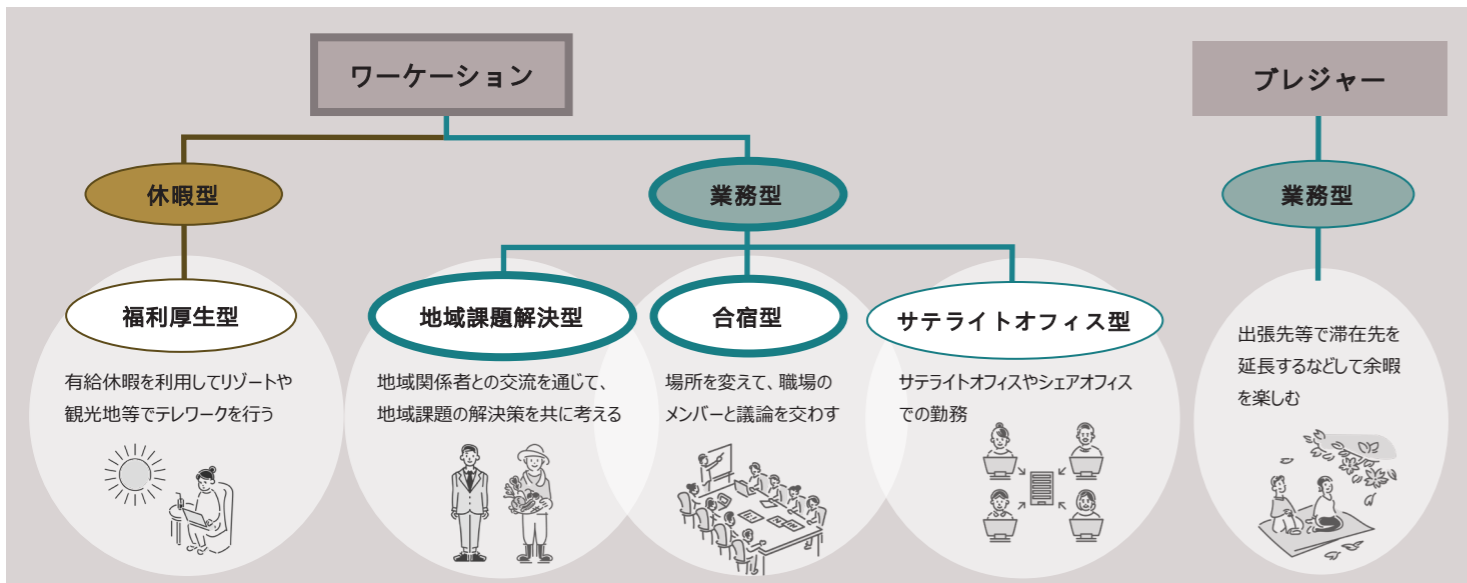 ワーケーション
ブレジャー
休暇型
業務型
業務型
福利厚生型
地域課題解決型
合宿型
サテライトオフィス型
有給休暇を利用してリゾートや
観光地等でテレワークを行う
地域関係者との交流を通じて、
地域課題の解決策を共に考える
場所を変えて、職場の
メンバーと議論を交わす
サテライトオフィスやシェアオフィス
での勤務
出張先等で滞在先を
延長するなどして余暇
を楽しむ